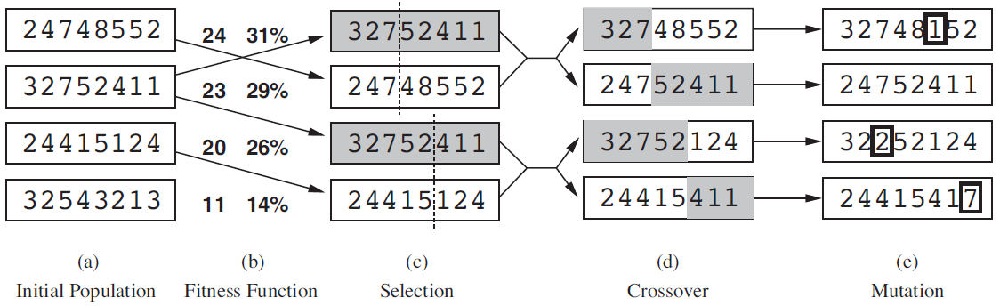 24748552 24 31% 32752411 32748552 32748152
32752411 23 29% 24748552 24752411 24752411
24415124 20 26% 32752411 32752124 32252124
32543213 11 14% 24415124 24415411 24415417
(a) (b) (c) (d) (e)
Initial Population Fitness Function Selection Crossover Mutation